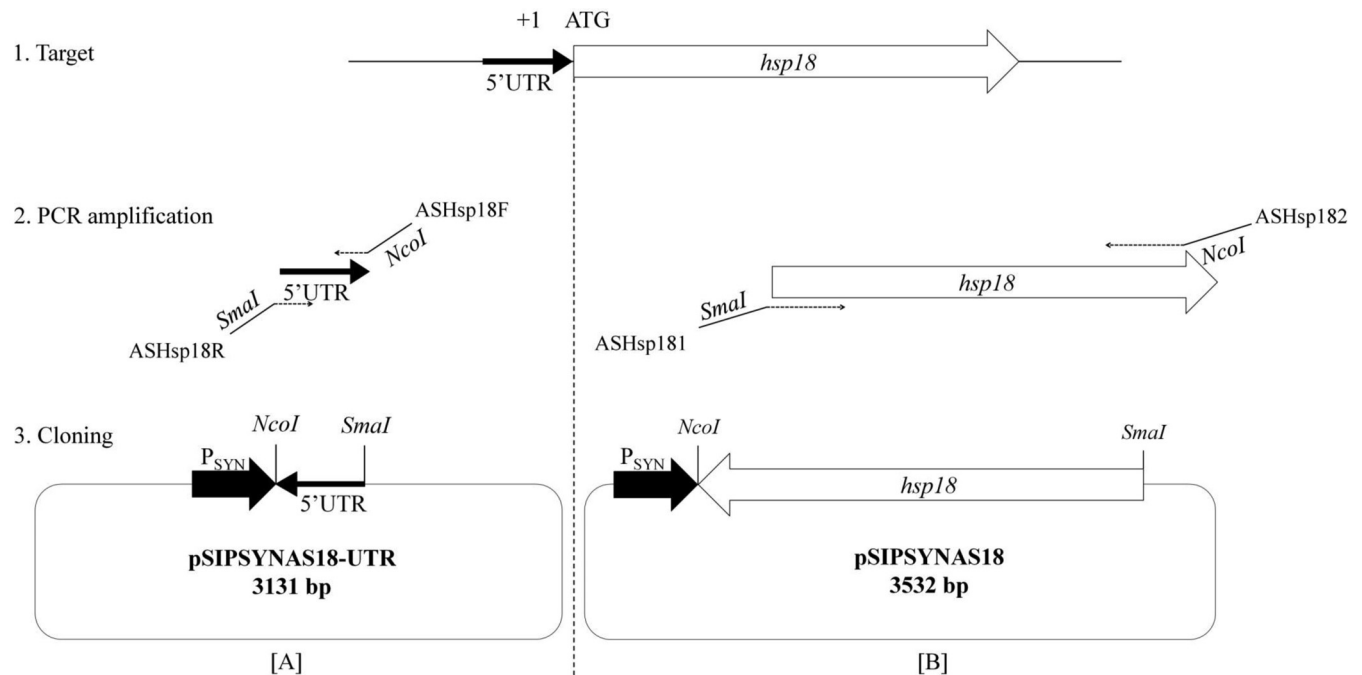 +1 ATG
1. Target
hsp18
5’UTR
2. PCR amplification
ASHsp18F
NcoI
5’UTR
SmaI
ASHsp18R
ASHsp182
NcoI
hsp18
SmaI
ASHsp181
3. Cloning
NcoI SmaI
PSYN
5’UTR
pSIPSYNAS18-UTR
3131 bp
[A]
NcoI
SmaI
PSYN
hsp18
pSIPSYNAS18
3532 bp
[B]